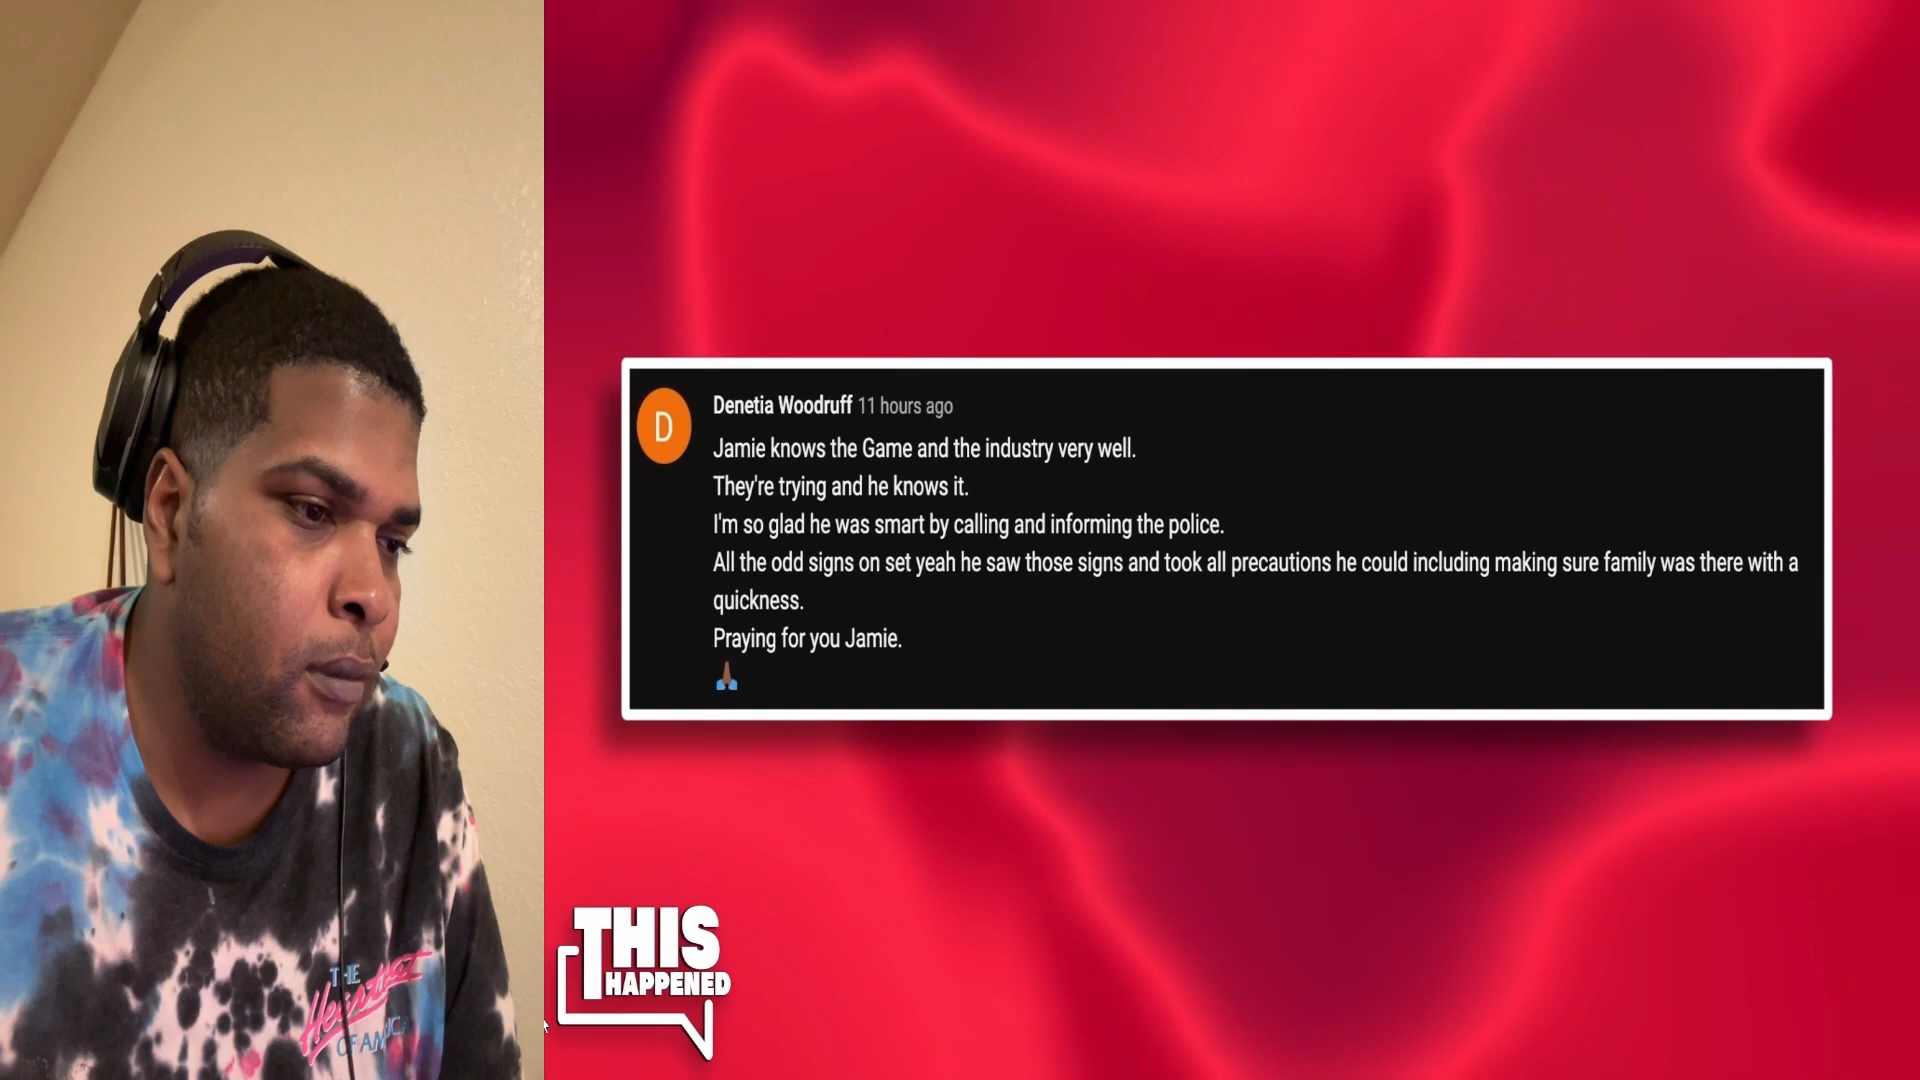 D
Denetia Woodruff 11 hours ago
Jamie knows the Game and the industry very well.
They're trying and he knows it.
I'm so glad he was smart by calling and informing the police.
All the odd signs on set yeah he saw those signs and took all precautions he could including making sure family was there with a
quickness.
Praying for you Jamie.
🙏🏾
THIS
HAPPENED
THE
Heartbeat